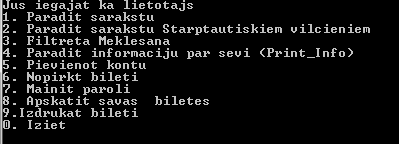 Jus iegajat ka lietotajs
1. Paradit sarakstu
2. Paradit sarakstu Starptautiskiem vilcieniem
3. Filtreta Meklesana
4. Paradit informaciju par sevi (Print_Info)
5. Pievienot kontu
6. Nopirkt bileti
7. Mainit paroli
8. Apskatit savas  biletes
9.Izdrukat bileti
0. Iziet